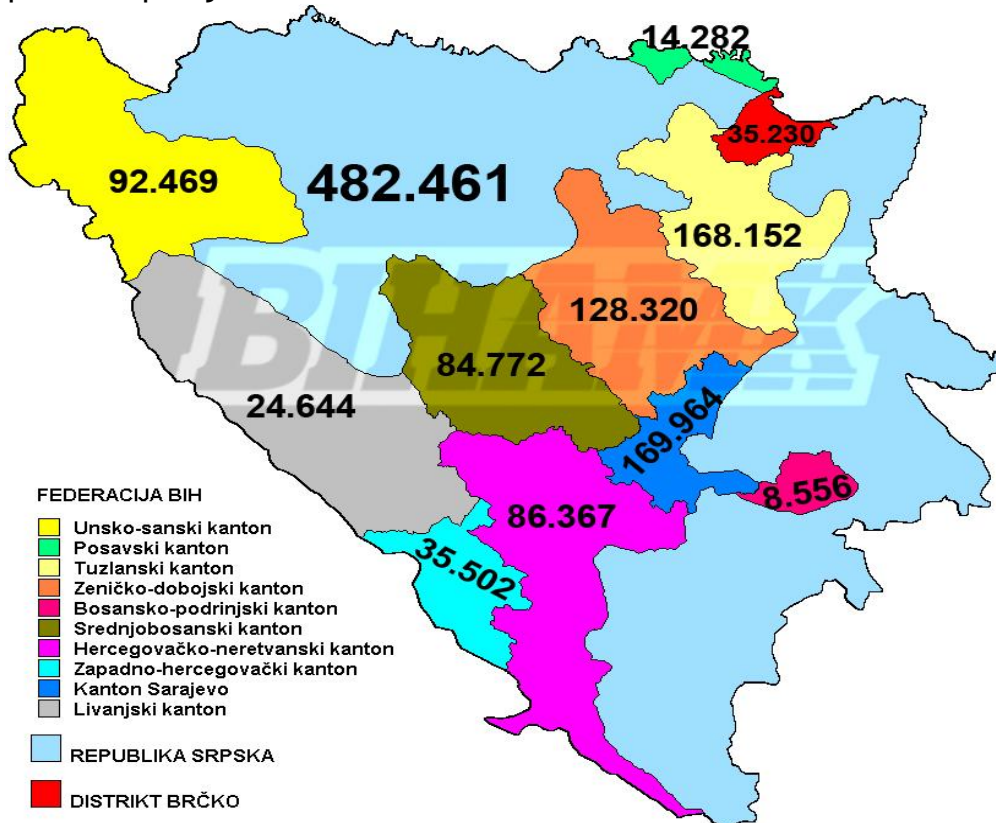 14.282
35.230
92.469
482.461
168.152
128.320
BIHAMK
84.772
24.644
169.964
8.556
86.367
35.502
FEDERACIJA BIH
Unsko-sanski kanton
Posavski kanton
Tuzlanski kanton
Zeničko-dobojski kanton
Bosansko-podrinjski kanton
Srednjobosanski kanton
Hercegovačko-neretvanski kanton
Zapadno-hercegovački kanton
Kanton Sarajevo
Livanjski kanton
REPUBLIKA SRPSKA
DISTRIKT BRČKO